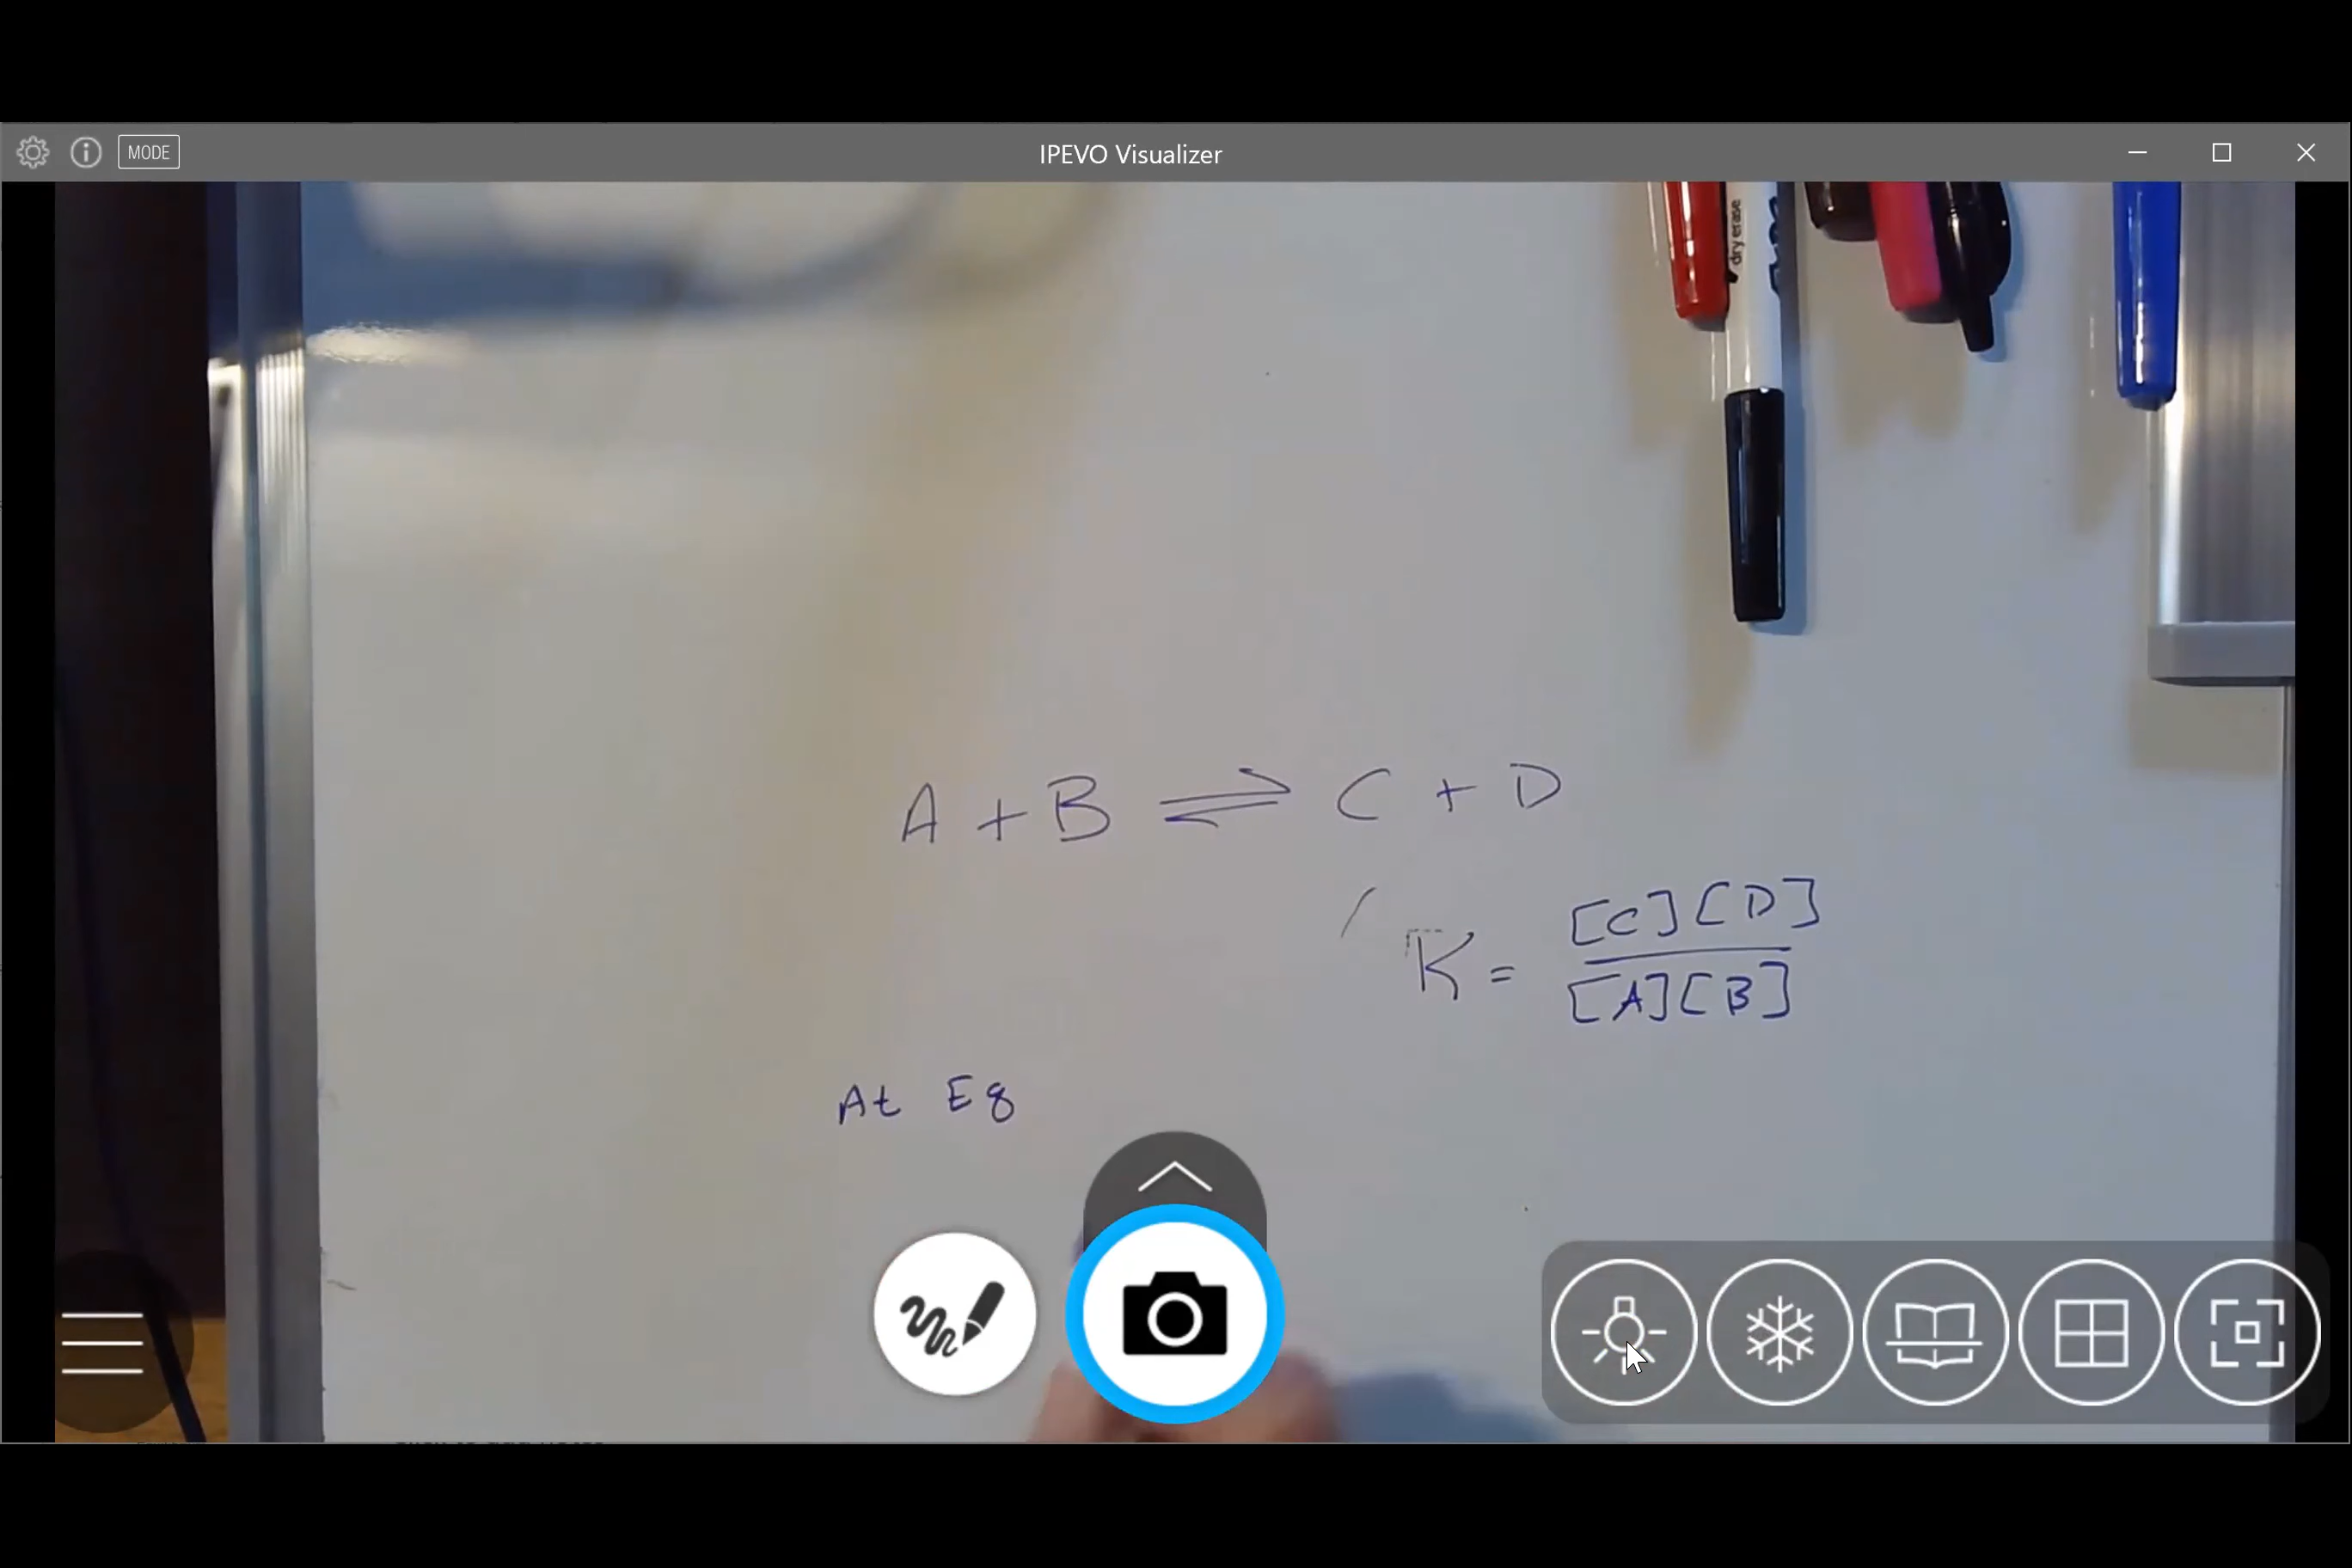 MODE IPEVO Visualizer
dry erase
A + B ⇌ C + D
K = [C][D] / [A][B]
At Eq